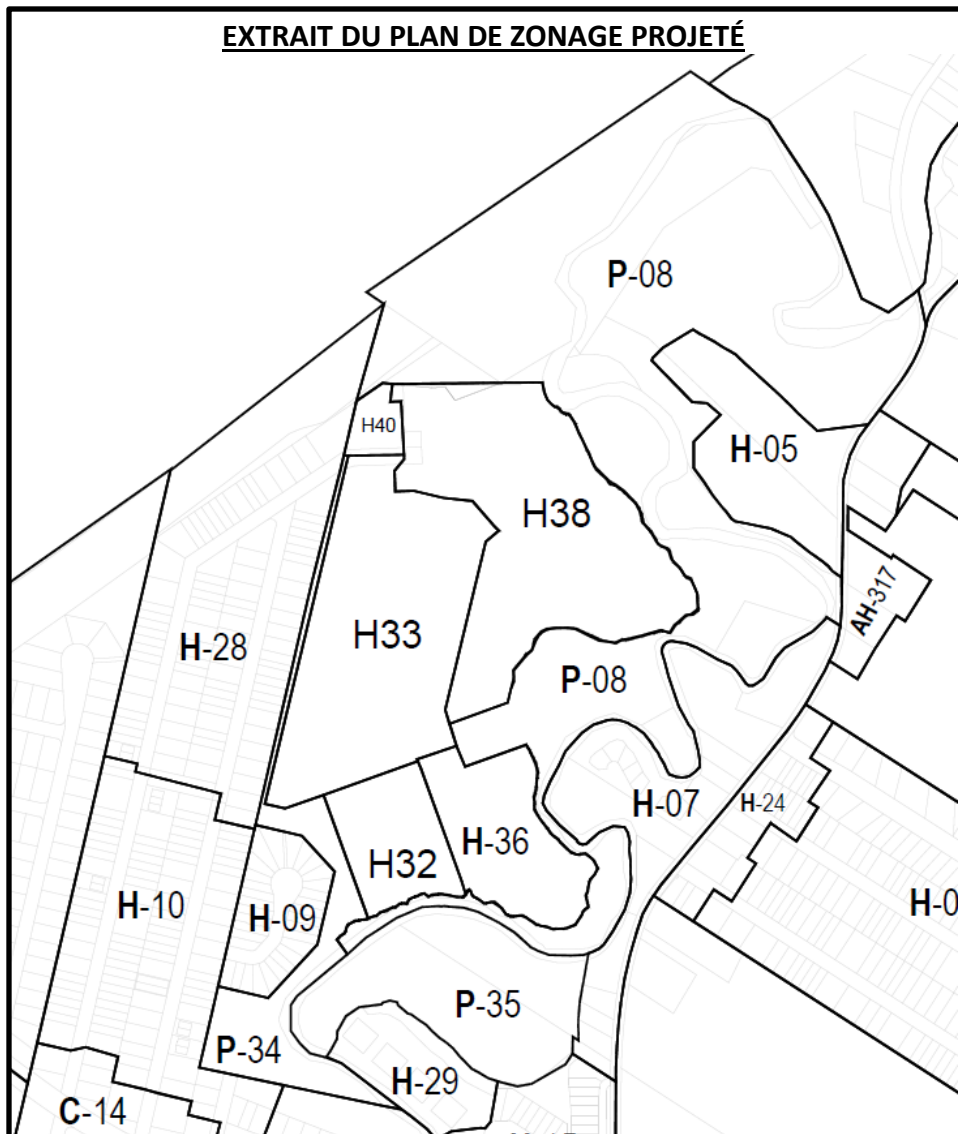 EXTRAIT DU PLAN DE ZONAGE PROJETÉ
P-08
H40
H-05
H38
AH-317
H33
H-28
P-08
H-07
H-24
H-36
H32
H-10
H-09
H-0
P-35
P-34
H-29
C-14